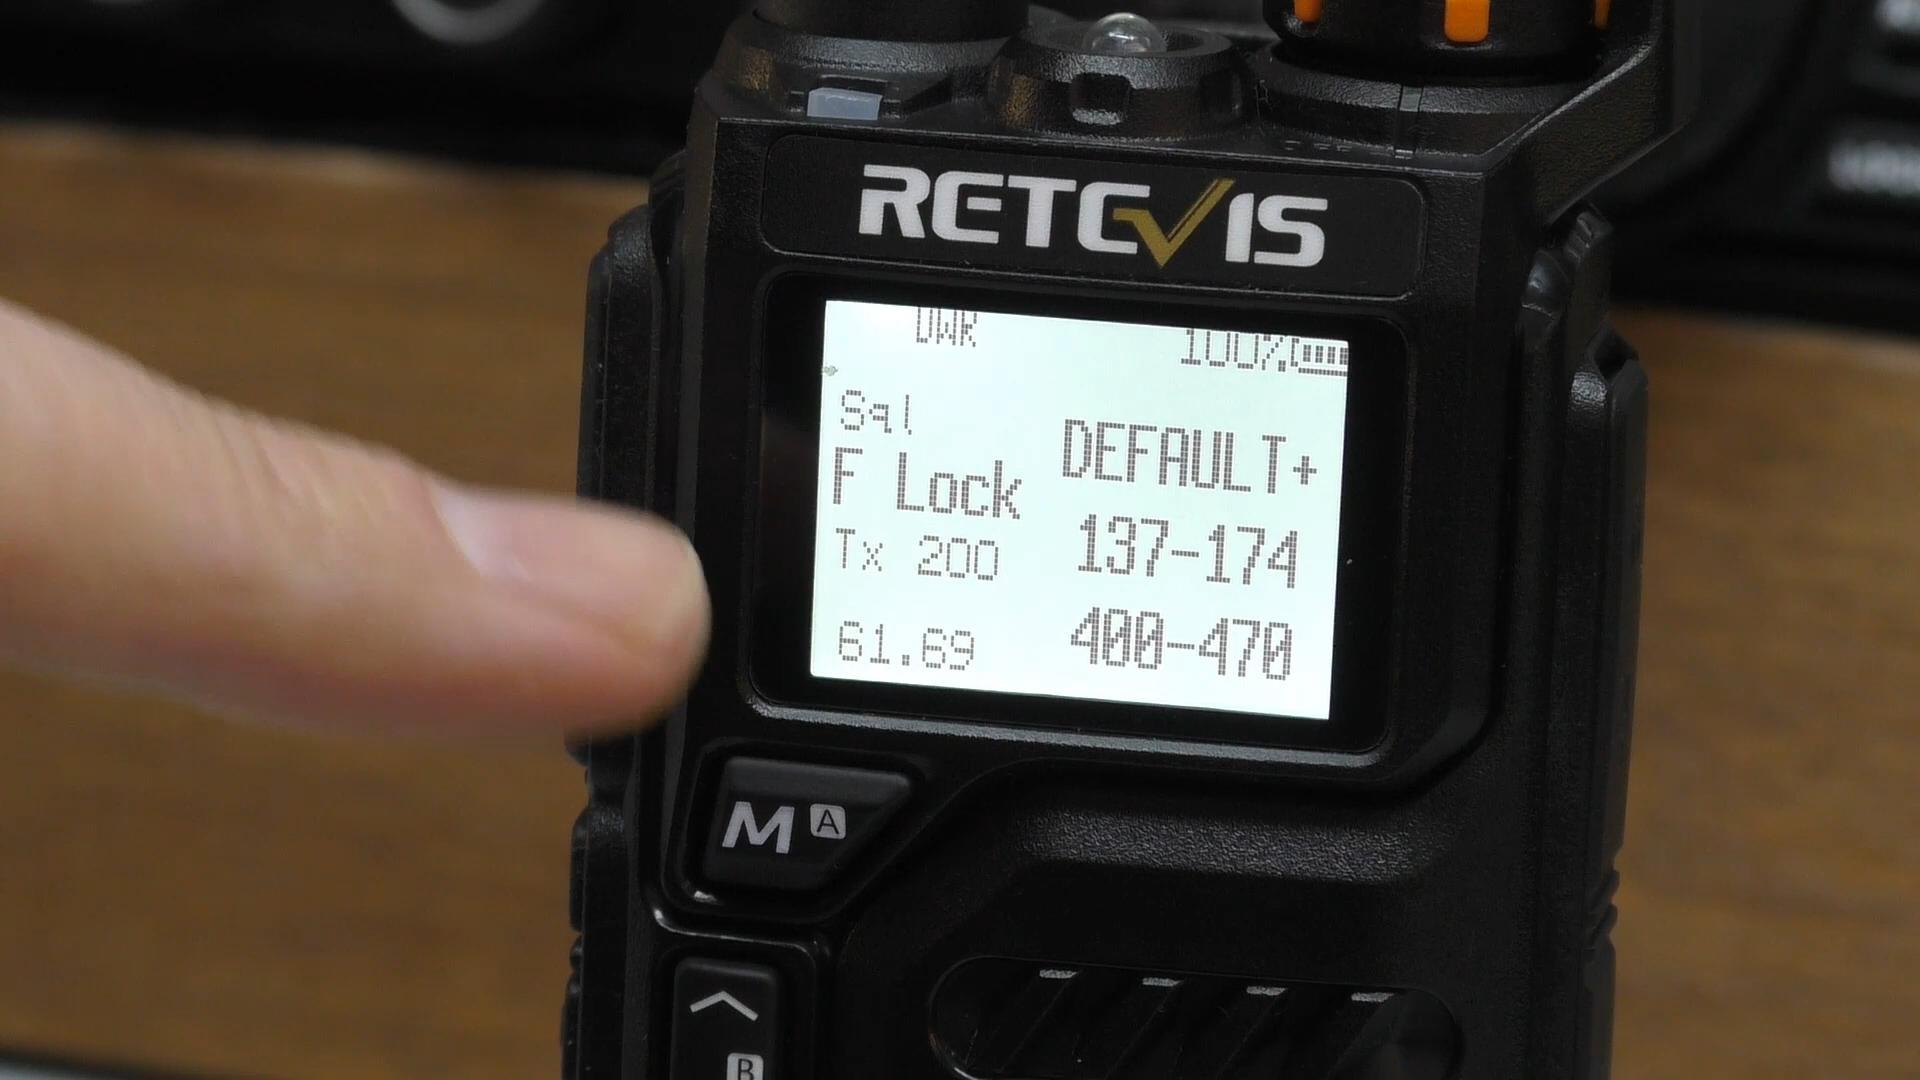 RETEVIS
DWR 100%
Sql
F Lock
Tx 200
61.69
DEFAULT+
137-174
400-470
M A
B